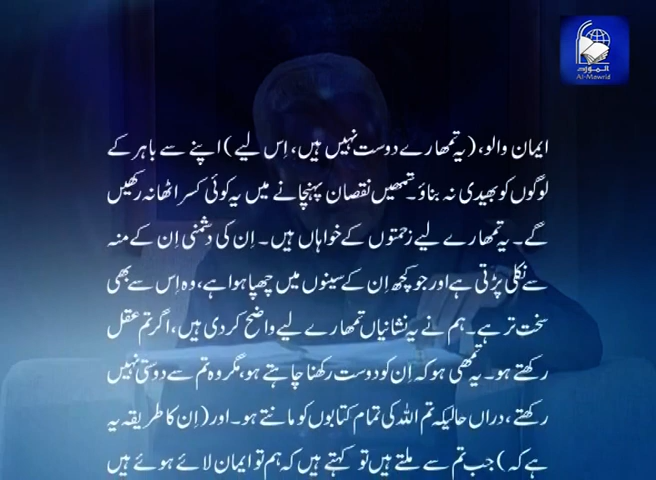 المورد
Al-Mawrid
ایمان والو، (یہ تمھارے دوست نہیں ہیں، اِس لیے) اپنے سے باہر کے
لوگوں کو بھیدی نہ بناؤ۔ تمھیں نقصان پہنچانے میں یہ کوئی کسر اٹھا نہ رکھیں
گے۔ یہ تمھارے لیے زحمتوں کے خواہاں ہیں۔ اِن کی دشمنی اِن کے منہ
سے نکلی پڑتی ہے اور جو کچھ اِن کے سینوں میں چھپا ہوا ہے، وہ اِس سے بھی
سخت تر ہے۔ ہم نے یہ نشانیاں تمھارے لیے واضح کر دی ہیں، اگر تم عقل
رکھتے ہو۔ یہ تمھی ہو کہ اِن کو دوست رکھنا چاہتے ہو، مگر وہ تم سے دوستی نہیں
رکھتے، دراں حالیکہ تم اللہ کی تمام کتابوں کو مانتے ہو۔ اور (اِن کا طریقہ یہ
ہے کہ) جب تم سے ملتے ہیں تو کہتے ہیں کہ ہم تو ایمان لائے ہوئے ہیں